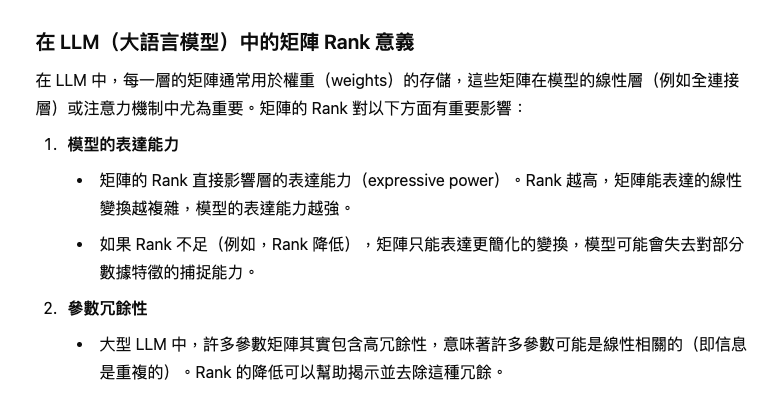 在 LLM（大語言模型）中的矩陣 Rank 意義
在 LLM 中，每一層的矩陣通常用於權重（weights）的存儲，這些矩陣在模型的線性層（例如全連接
層）或注意力機制中尤為重要。矩陣的 Rank 對以下方面有重要影響：
1. 模型的表達能力
• 矩陣的 Rank 直接影響層的表達能力（expressive power）。Rank 越高，矩陣能表達的線性
變換越複雜，模型的表達能力越強。
• 如果 Rank 不足（例如，Rank 降低），矩陣只能表達更簡化的變換，模型可能會失去對部分
數據特徵的捕捉能力。
2. 參數冗餘性
• 大型 LLM 中，許多參數矩陣其實包含高冗餘性，意味著許多參數可能是線性相關的（即信息
是重複的）。Rank 的降低可以幫助揭示並去除這種冗餘。